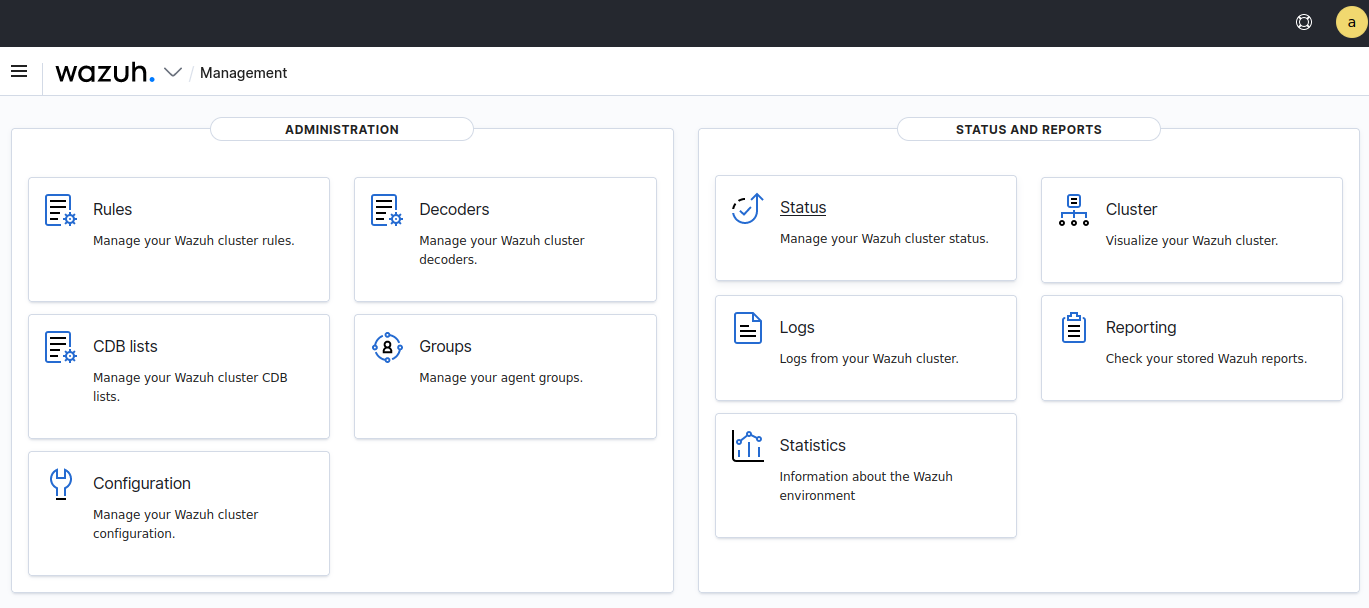 a
wazuh. / Management
ADMINISTRATION
Rules
Manage your Wazuh cluster rules.
Decoders
Manage your Wazuh cluster
decoders.
CDB lists
Manage your Wazuh cluster CDB
lists.
Groups
Manage your agent groups.
Configuration
Manage your Wazuh cluster
configuration.
STATUS AND REPORTS
Status
Manage your Wazuh cluster status.
Cluster
Visualize your Wazuh cluster.
Logs
Logs from your Wazuh cluster.
Reporting
Check your stored Wazuh reports.
Statistics
Information about the Wazuh
environment